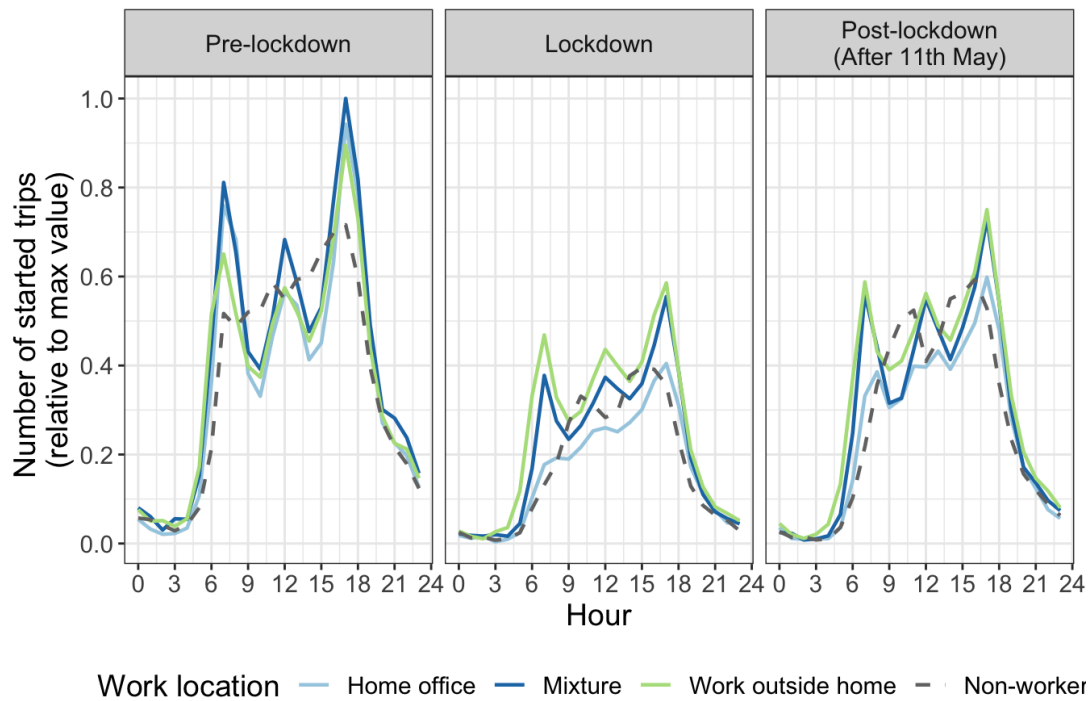 Pre-lockdown
Lockdown
Post-lockdown
(After 11th May)
Number of started trips
(relative to max value)
1.0
0.8
0.6
0.4
0.2
0.0
0 3 6 9 12 15 18 21 24
0 3 6 9 12 15 18 21 24
0 3 6 9 12 15 18 21 24
Hour
Work location Home office Mixture Work outside home Non-worker